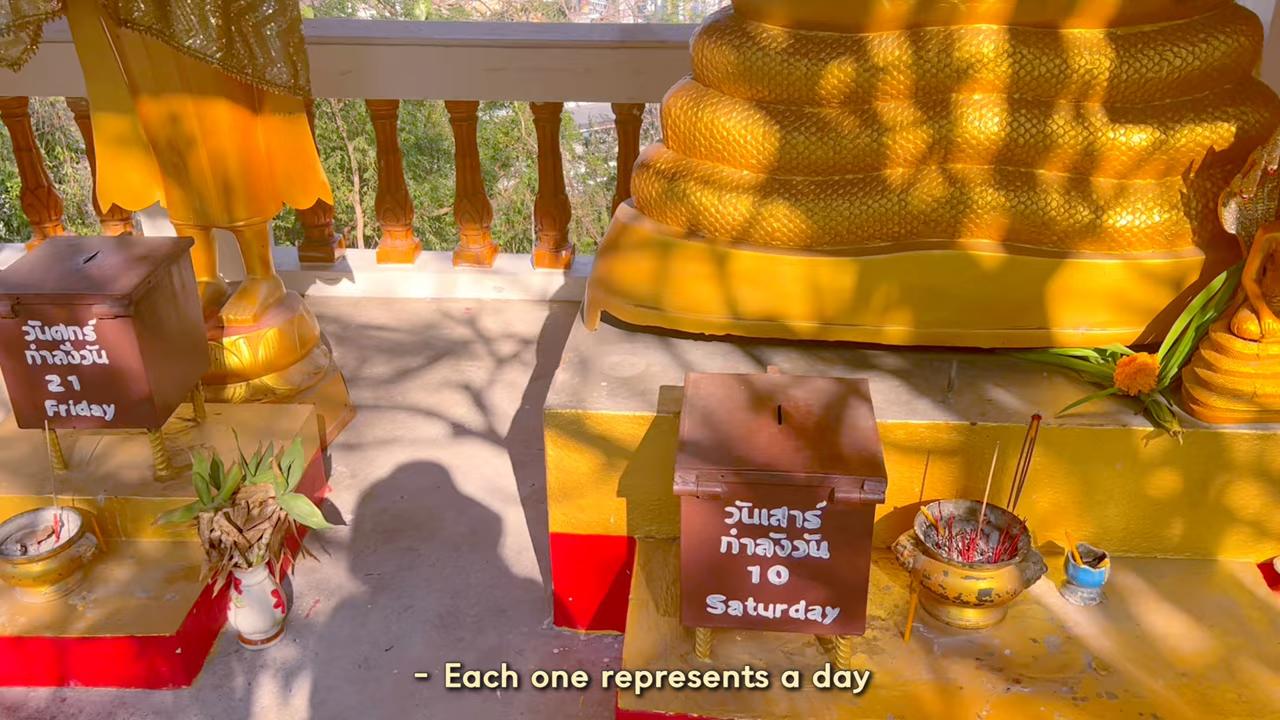 วันศุกร์
กำลังวัน
21
Friday
วันเสาร์
กำลังวัน
10
Saturday
- Each one represents a day